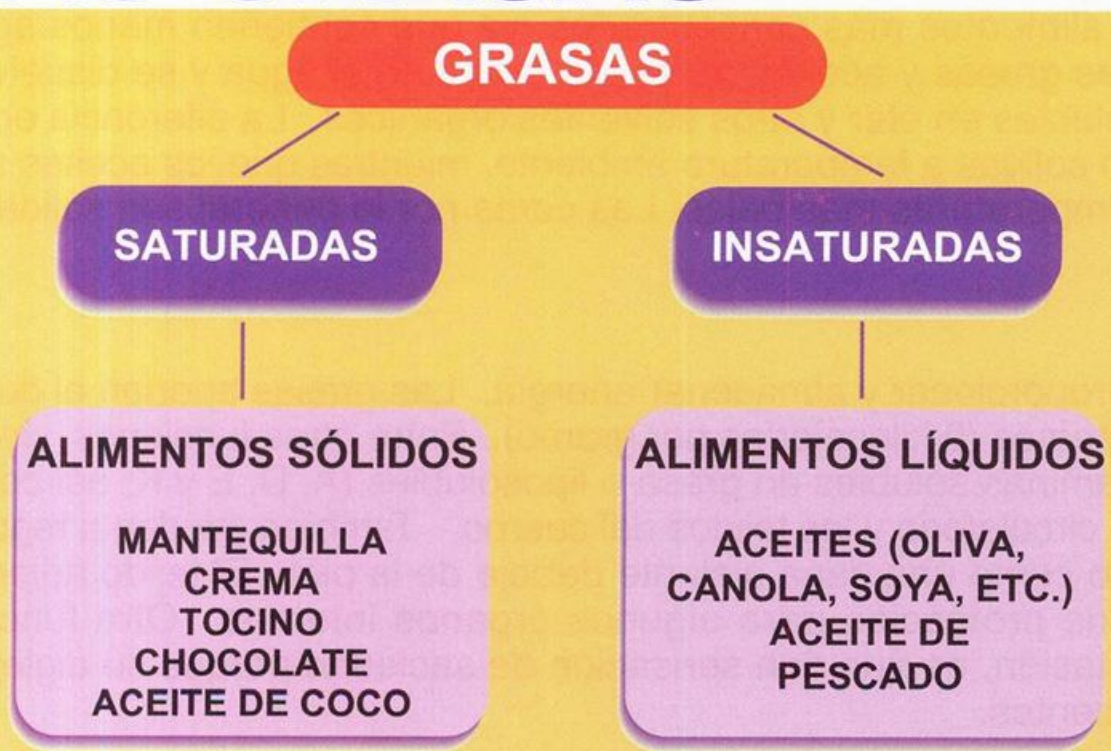 GRASAS
SATURADAS
INSATURADAS
ALIMENTOS SÓLIDOS
MANTEQUILLA
CREMA
TOCINO
CHOCOLATE
ACEITE DE COCO
ALIMENTOS LÍQUIDOS
ACEITES (OLIVA,
CANOLA, SOYA, ETC.)
ACEITE DE
PESCADO